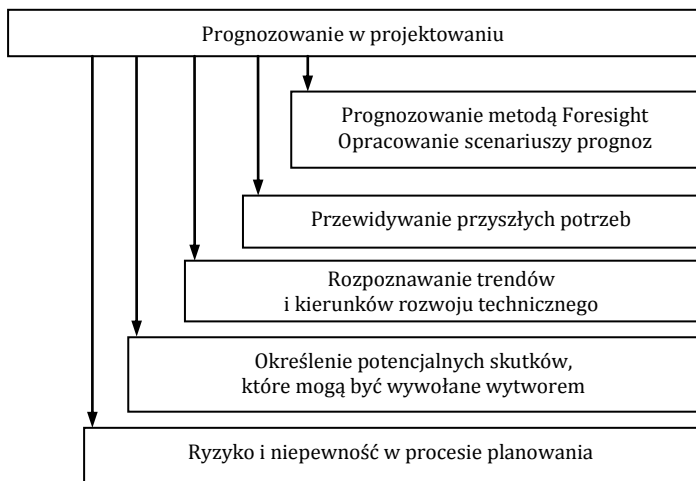 Prognozowanie w projektowaniu
Prognozowanie metodą Foresight
Opracowanie scenariuszy prognoz
Przewidywanie przyszłych potrzeb
Rozpoznawanie trendów
i kierunków rozwoju technicznego
Określenie potencjalnych skutków,
które mogą być wywołane wytworem
Ryzyko i niepewność w procesie planowania